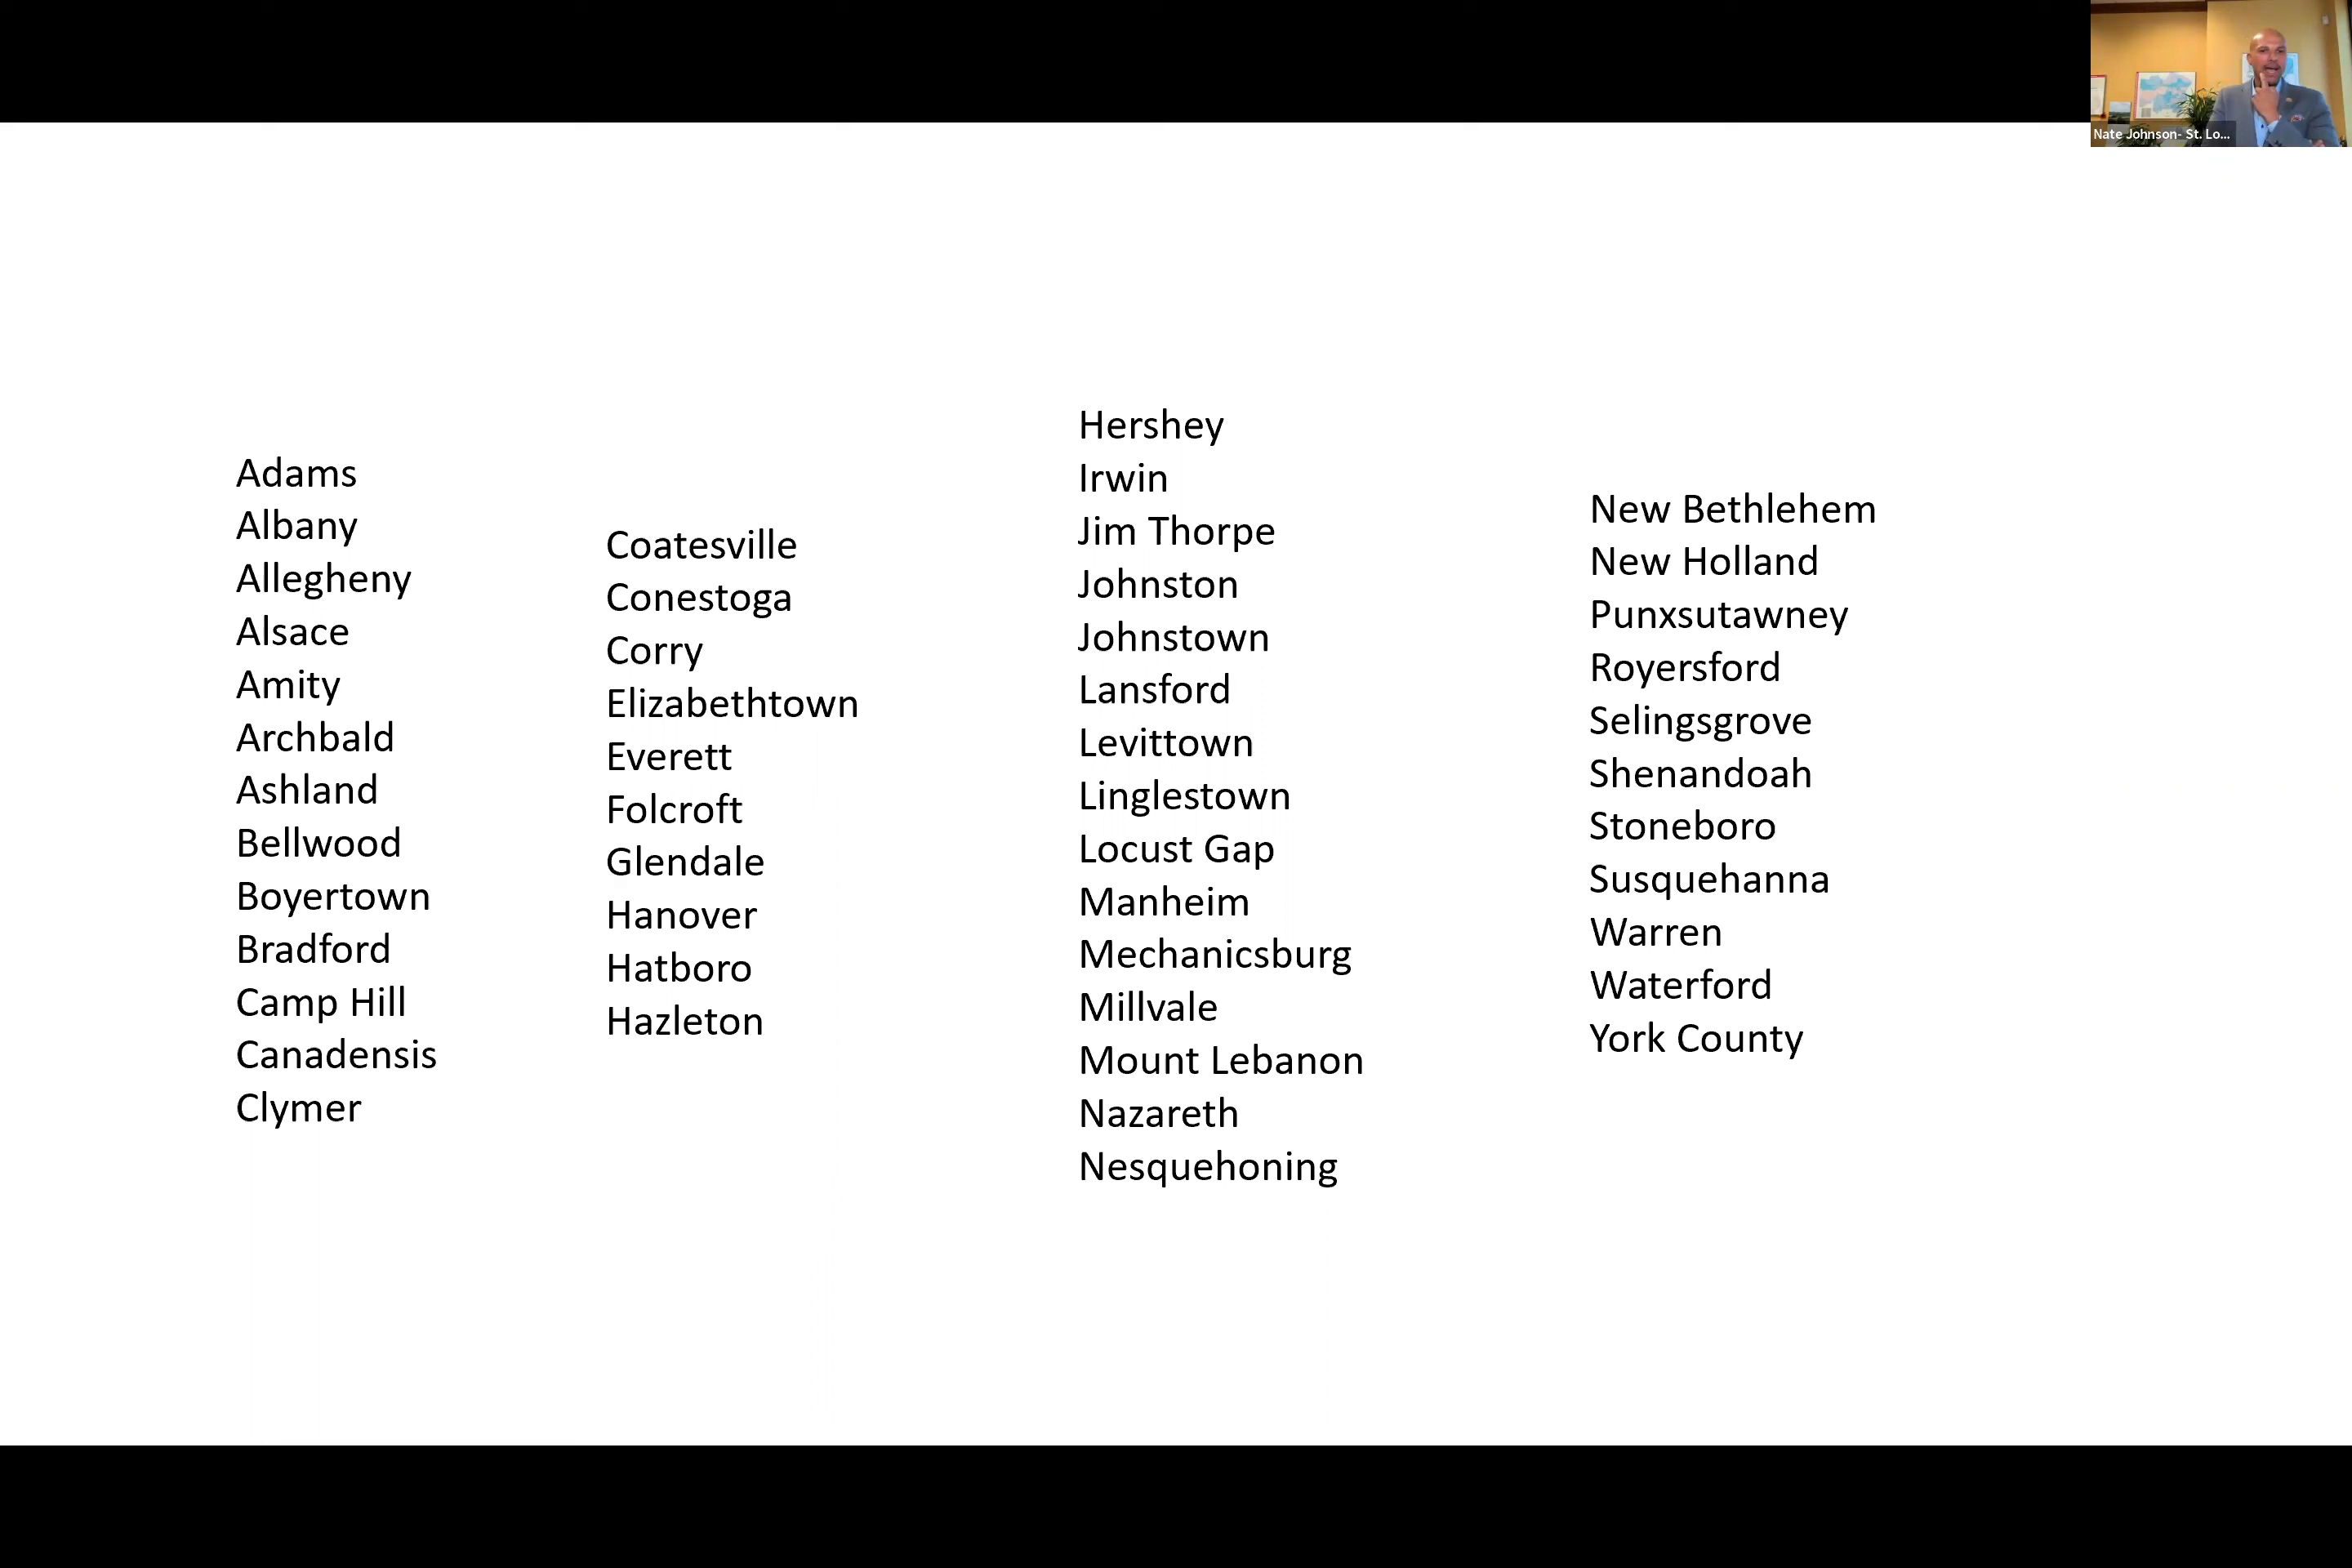 Nate Johnson- St. Lo...
Adams
Albany
Allegheny
Alsace
Amity
Archbald
Ashland
Bellwood
Boyertown
Bradford
Camp Hill
Canadensis
Clymer
Coatesville
Conestoga
Corry
Elizabethtown
Everett
Folcroft
Glendale
Hanover
Hatboro
Hazleton
Hershey
Irwin
Jim Thorpe
Johnston
Johnstown
Lansford
Levittown
Linglestown
Locust Gap
Manheim
Mechanicsburg
Millvale
Mount Lebanon
Nazareth
Nesquehoning
New Bethlehem
New Holland
Punxsutawney
Royersford
Selingsgrove
Shenandoah
Stoneboro
Susquehanna
Warren
Waterford
York County